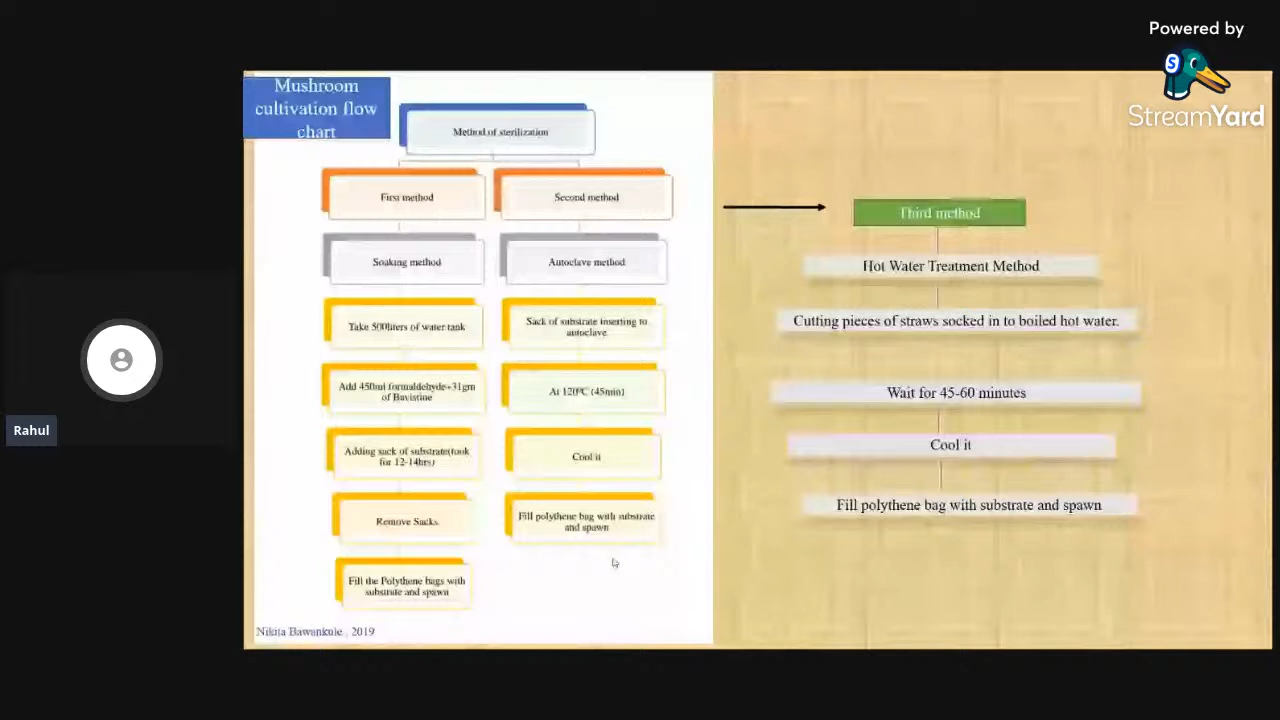 Powered by
StreamYard
Mushroom
cultivation flow
chart
Method of sterilization
First method
Second method
Soaking method
Autoclave method
Take 500liters of water tank
Sack of substrate inserting to
autoclave
Add 450ml formaldehyde+31gm
of Bavistine
At 120⁰C (45min)
Adding sack of substrate(took
for 12-14hrs)
Cool it
Remove Sacks
Fill polythene bag with substrate
and spawn
Fill the Polythene bags with
substrate and spawn
Nikita Bawankule , 2019
Third method
Hot Water Treatment Method
Cutting pieces of straws socked in to boiled hot water.
Wait for 45-60 minutes
Cool it
Fill polythene bag with substrate and spawn
Rahul